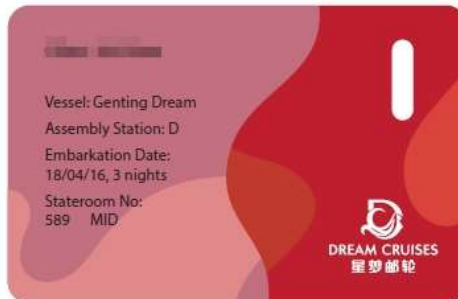 Vessel: Genting Dream
Assembly Station: D
Embarkation Date:
18/04/16, 3 nights
Stateroom No:
589 MID
DREAM CRUISES
星梦邮轮